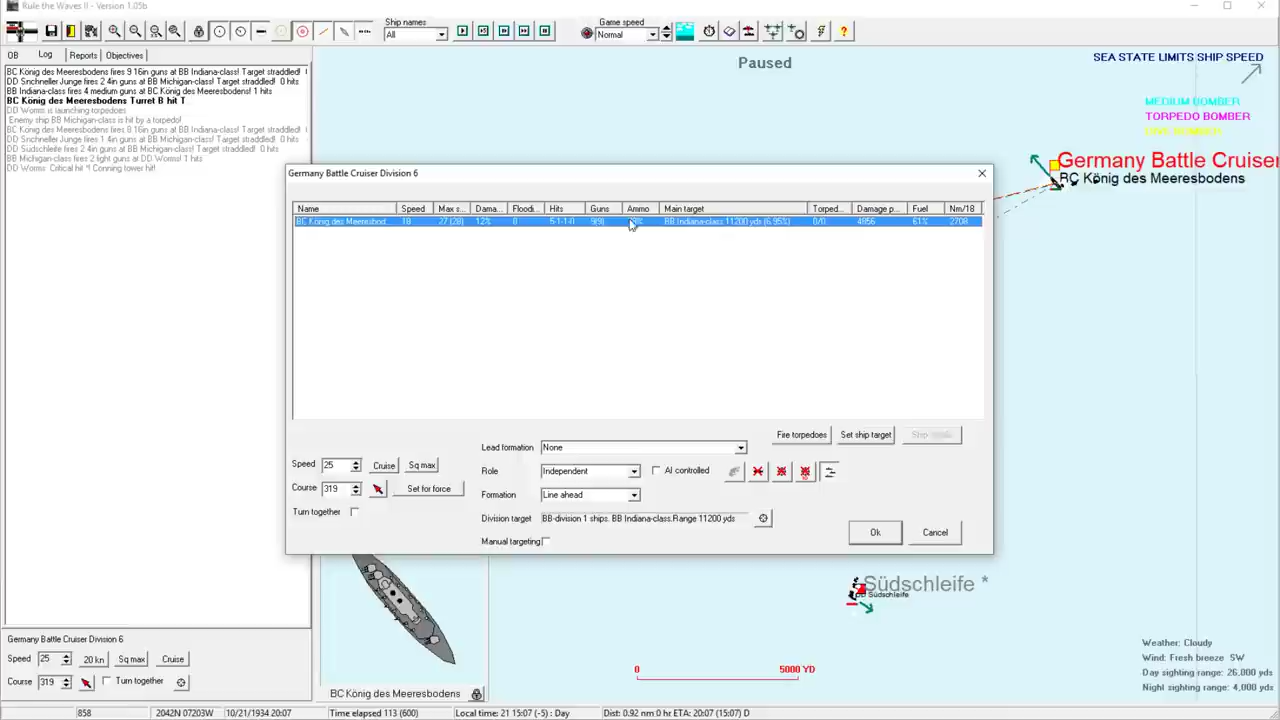 Rule the Waves II - Version 1.05b
Ship names
All
Game speed
Normal
OB Log Reports Objectives
BC König des Meeresbodens fires 9 16in guns at BB Indiana-class! Target straddled! 0 hits
DD Srichneller Junge fires 2 4in guns at BB Michigan-class! Target straddled! 0 hits
BB Indiana-class fires 4 medium guns at BC König des Meeresbodens! 1 hits
BC König des Meeresbodens Turret B hit T
DD Worms is launching torpedoes
Enemy ship BB Michigan-class is hit by a torpedo!
BC König des Meeresbodens fires 8 16in guns at BB Indiana-class! Target straddled!
DD Srichneller Junge fires 1 4in guns at BB Michigan-class! Target straddled! 0 hits
DD Südschleife fires 2 4in guns at BB Michigan-class! Target straddled! 0 hits
BB Michigan-class fires 2 light guns at DD Worms! 1 hits
DD Worms: Critical hit *! Conning tower hit!
Paused
SEA STATE LIMITS SHIP SPEED
MEDIUM BOMBER
TORPEDO BOMBER
DIVE BOMBER
Germany Battle Cruiser
BC König des Meeresbodens
Germany Battle Cruiser Division 6
Name Speed Max s... Dama... Floodi... Hits Guns Ammo Main target Torped... Damage p... Fuel Nm/18
BC König des Meeresbod... 18 27 (28) 12% 0 5-1-1-0 9(9) BB Indiana-class 11200 yds (6.95%) 0/0 4856 61% 2708
Fire torpedoes Set ship target
Lead formation None
Speed 25 Cruise Sq max
Role Independent AI controlled
Course 319 Set for force
Formation Line ahead
Turn together
Division target BB-division 1 ships. BB Indiana-class.Range 11200 yds
Manual targeting
Ok Cancel
Südschleife *
DD Südschleife
Germany Battle Cruiser Division 6
Speed 25 20 kn Sq max Cruise
Course 319 Turn together
BC König des Meeresbodens
0 5000 YD
Weather: Cloudy
Wind: Fresh breeze SW
Day sighting range: 26,000 yds
Night sighting range: 4,000 yds
858 2042N 07203W 10/21/1934 20:07 Time elapsed 113 (600) Local time: 21 15:07 (-5) : Day Dist: 0.92 nm 0 hr ETA: 20:07 (15:07) D